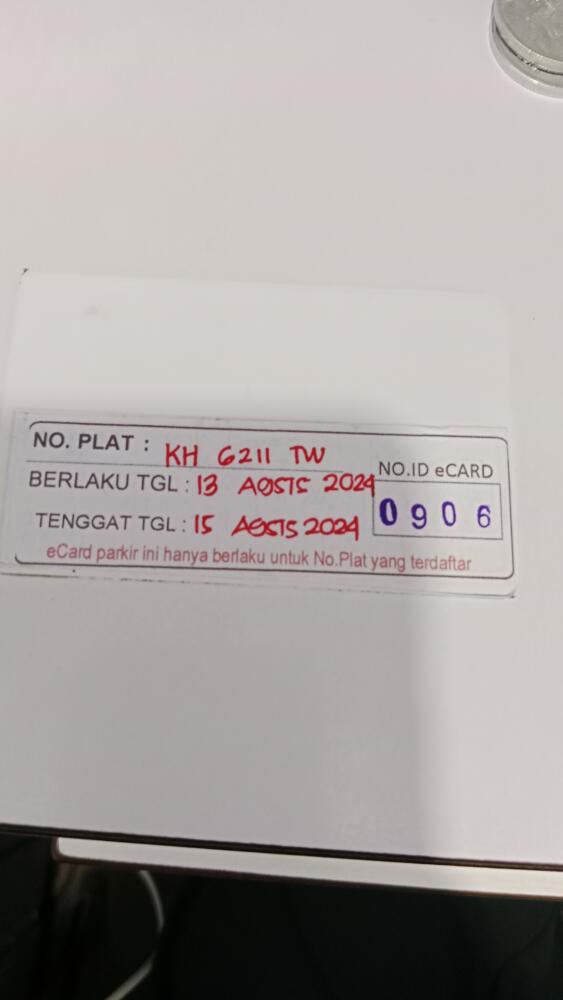 NO. PLAT : KH 6211 TW
NO.ID eCARD
BERLAKU TGL : 13 AGSTS 2024
0906
TENGGAT TGL : 15 AGSTS 2024
eCard parkir ini hanya berlaku untuk No.Plat yang terdaftar